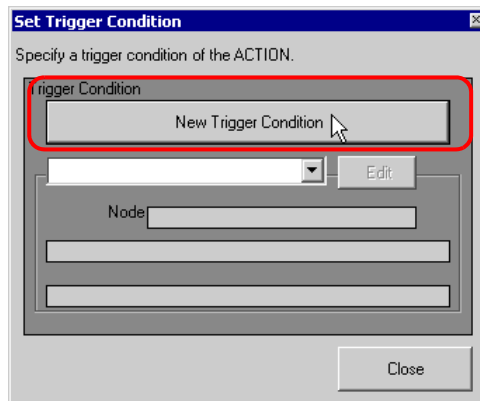 Set Trigger Condition
Specify a trigger condition of the ACTION.
Trigger Condition
New Trigger Condition
Edit
Node
Close